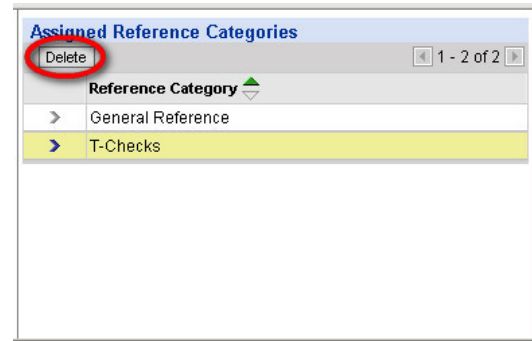 Assigned Reference Categories
Delete 1 - 2 of 2
Reference Category
General Reference
T-Checks